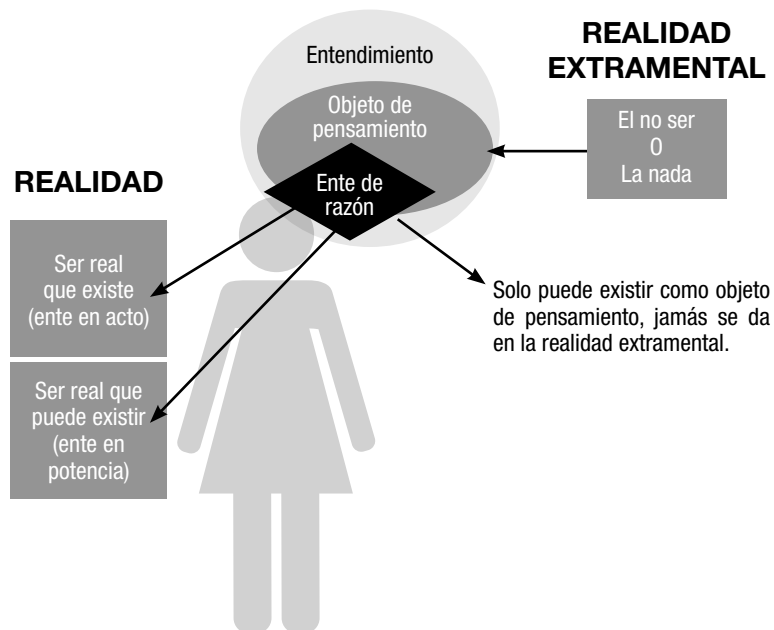 REALIDAD
EXTRAMENTAL
Entendimiento
Objeto de
pensamiento
El no ser
O
La nada
REALIDAD
Ente de
razón
Ser real
que existe
(ente en acto)
Solo puede existir como objeto
de pensamiento, jamás se da
en la realidad extramental.
Ser real que
puede existir
(ente en
potencia)